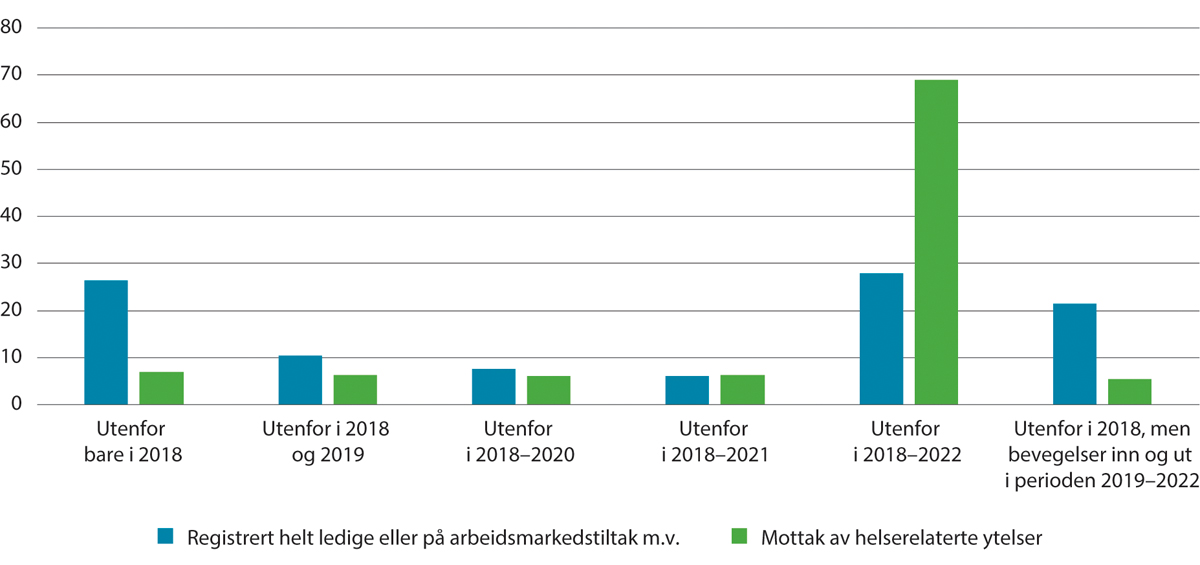 80
70
60
50
40
30
20
10
0
Utenfor
bare i 2018
Utenfor i 2018
og 2019
Utenfor
i 2018–2020
Utenfor
i 2018–2021
Utenfor
i 2018–2022
Utenfor i 2018, men
bevegelser inn og ut
i perioden 2019–2022
Registrert helt ledige eller på arbeidsmarkedstiltak m.v.
Mottak av helserelaterte ytelser